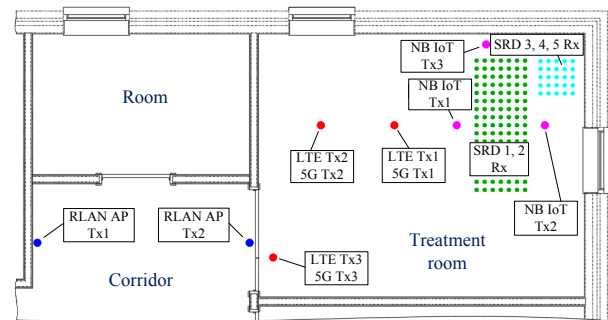 NB IoT
Tx3
SRD 3, 4, 5 Rx
Room
NB IoT
Tx1
LTE Tx2
5G Tx2
LTE Tx1
5G Tx1
SRD 1, 2
Rx
NB IoT
Tx2
RLAN AP
Tx1
RLAN AP
Tx2
Treatment
room
LTE Tx3
5G Tx3
Corridor